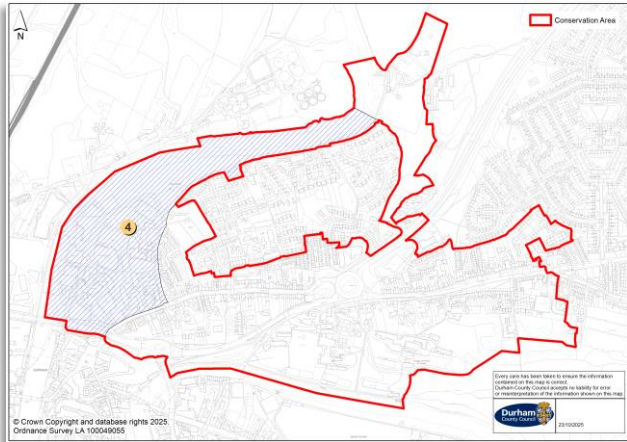 N
Conservation Area
4
Every care has been taken to ensure the information
contained on this map is correct.
Durham County Council accepts no liability for error
or misinterpretation of the information shown on this map.
Durham
County Council
23/10/2025
© Crown Copyright and database rights 2025.
Ordnance Survey LA 100049055